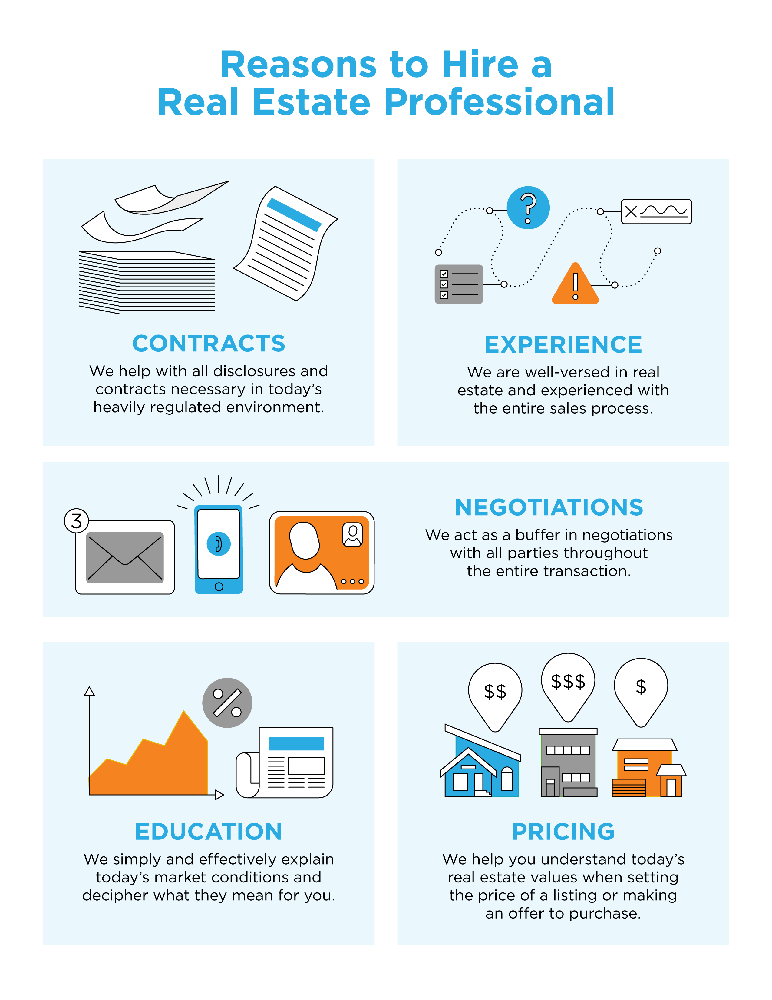 Reasons to Hire a
Real Estate Professional
CONTRACTS
We help with all disclosures and
contracts necessary in today's
heavily regulated environment.
EXPERIENCE
We are well-versed in real
estate and experienced with
the entire sales process.
3
NEGOTIATIONS
We act as a buffer in negotiations
with all parties throughout
the entire transaction.
%
EDUCATION
We simply and effectively explain
today's market conditions and
decipher what they mean for you.
$$
$$$
$
PRICING
We help you understand today's
real estate values when setting
the price of a listing or making
an offer to purchase.